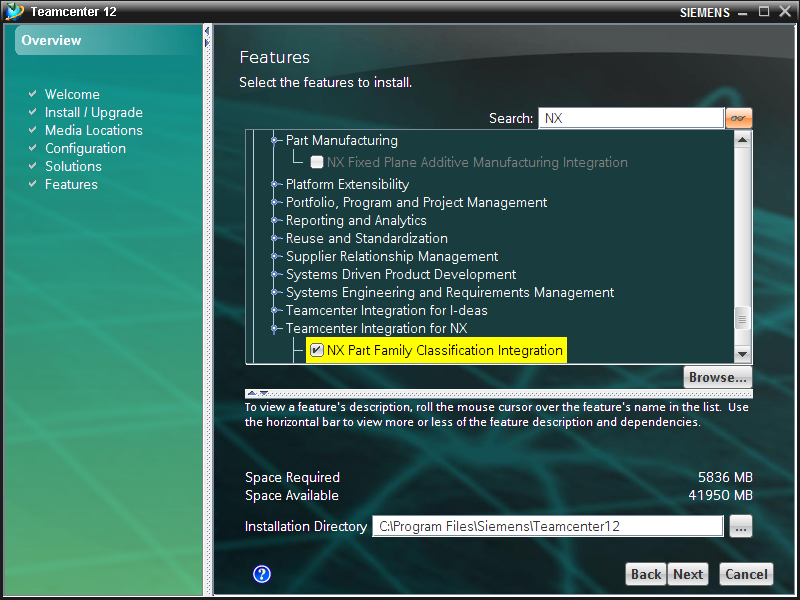 Teamcenter 12
SIEMENS
Overview
Welcome
Install / Upgrade
Media Locations
Configuration
Solutions
Features
Features
Select the features to install.
Search: NX
Part Manufacturing
NX Fixed Plane Additive Manufacturing Integration
Platform Extensibility
Portfolio, Program and Project Management
Reporting and Analytics
Reuse and Standardization
Supplier Relationship Management
Systems Driven Product Development
Systems Engineering and Requirements Management
Teamcenter Integration for I-deas
Teamcenter Integration for NX
NX Part Family Classification Integration
Browse...
To view a feature's description, roll the mouse cursor over the feature's name in the list. Use
the horizontal bar to view more or less of the feature description and dependencies.
Space Required 5836 MB
Space Available 41950 MB
Installation Directory C:\Program Files\Siemens\Teamcenter12 ...
? Back Next Cancel